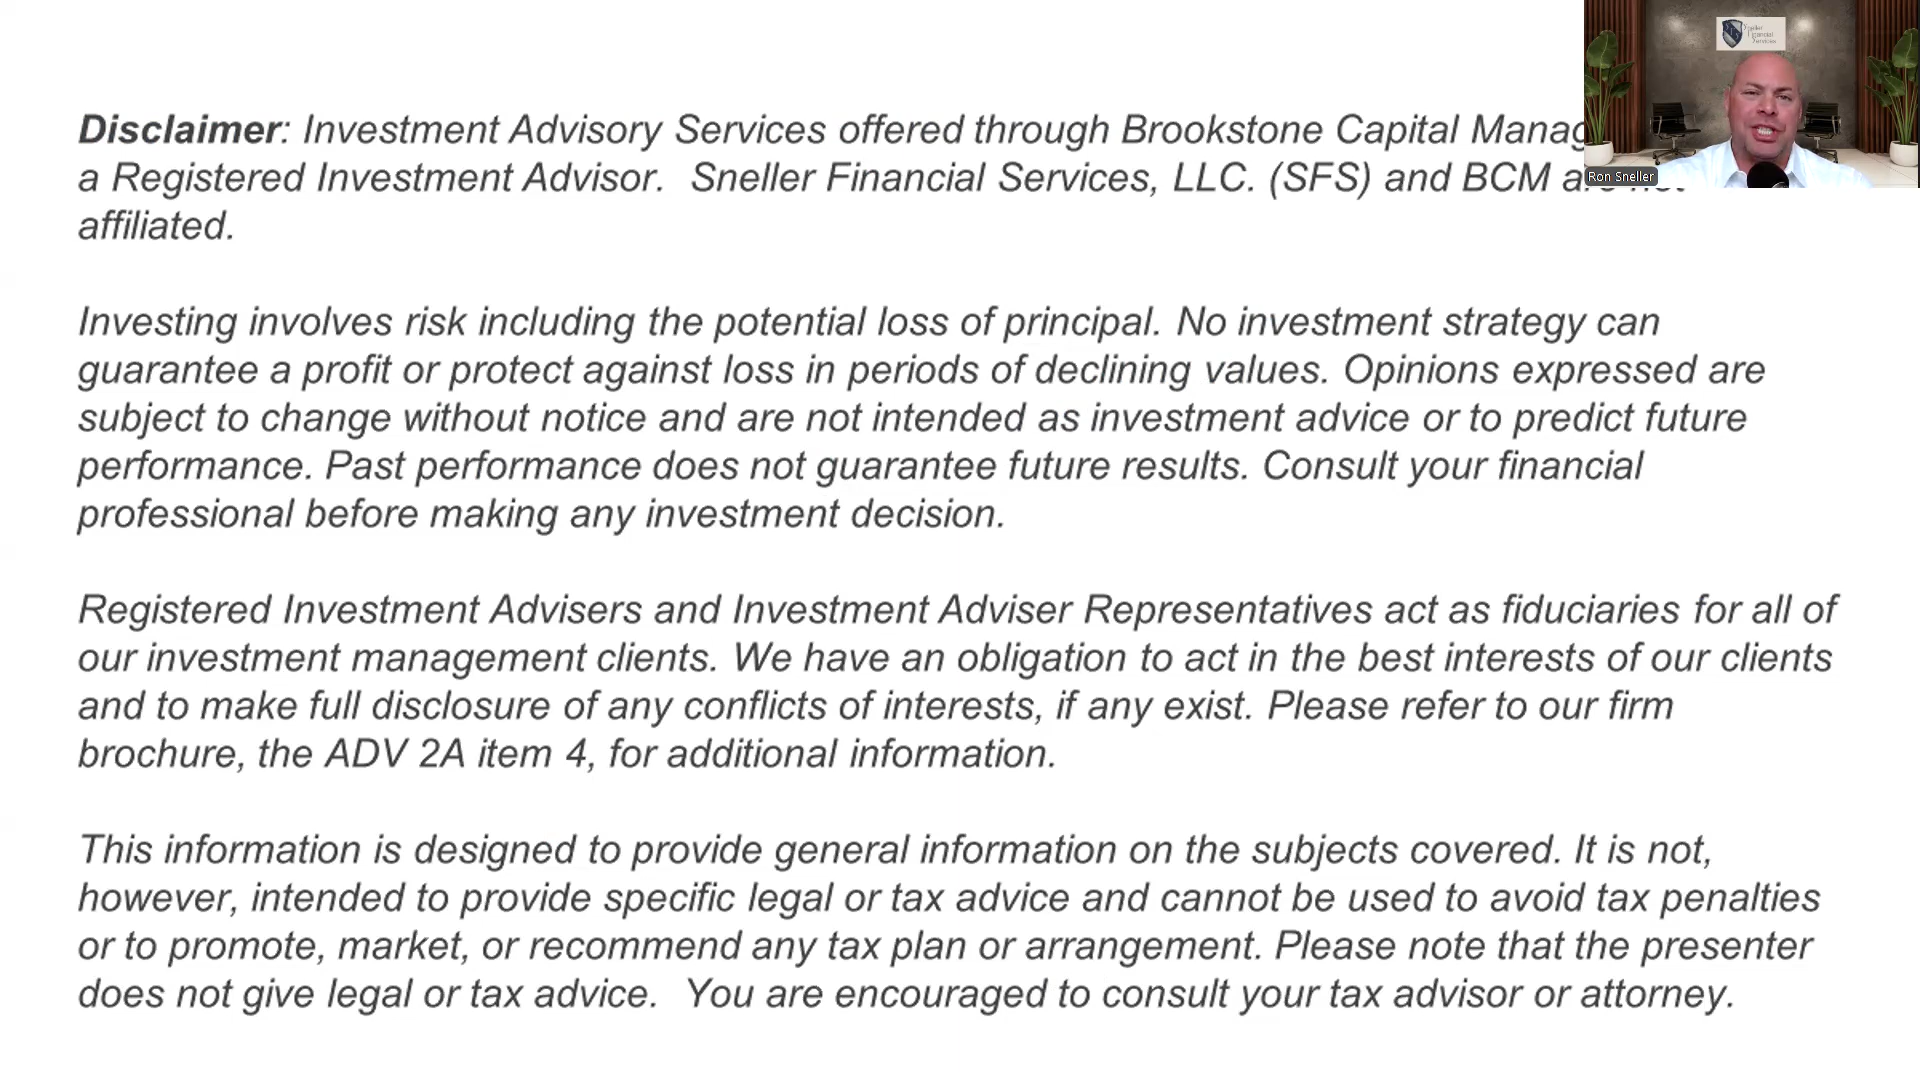 Disclaimer: Investment Advisory Services offered through Brookstone Capital
a Registered Investment Advisor.  Sneller Financial Services, LLC. (SFS) and BCM
affiliated.
Investing involves risk including the potential loss of principal. No investment strategy can
guarantee a profit or protect against loss in periods of declining values. Opinions expressed are
subject to change without notice and are not intended as investment advice or to predict future
performance. Past performance does not guarantee future results. Consult your financial
professional before making any investment decision.
Registered Investment Advisers and Investment Adviser Representatives act as fiduciaries for all of
our investment management clients. We have an obligation to act in the best interests of our clients
and to make full disclosure of any conflicts of interests, if any exist. Please refer to our firm
brochure, the ADV 2A item 4, for additional information.
This information is designed to provide general information on the subjects covered. It is not,
however, intended to provide specific legal or tax advice and cannot be used to avoid tax penalties
or to promote, market, or recommend any tax plan or arrangement. Please note that the presenter
does not give legal or tax advice.  You are encouraged to consult your tax advisor or attorney.
Sneller
Financial
Services
Ron Sneller